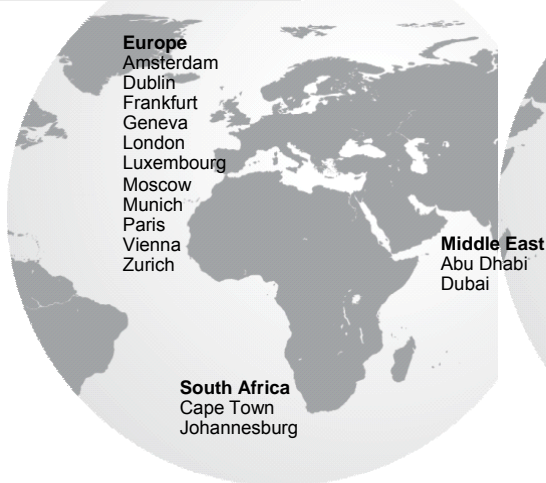 Europe
Amsterdam
Dublin
Frankfurt
Geneva
London
Luxembourg
Moscow
Munich
Paris
Vienna
Zurich
Middle East
Abu Dhabi
Dubai
South Africa
Cape Town
Johannesburg